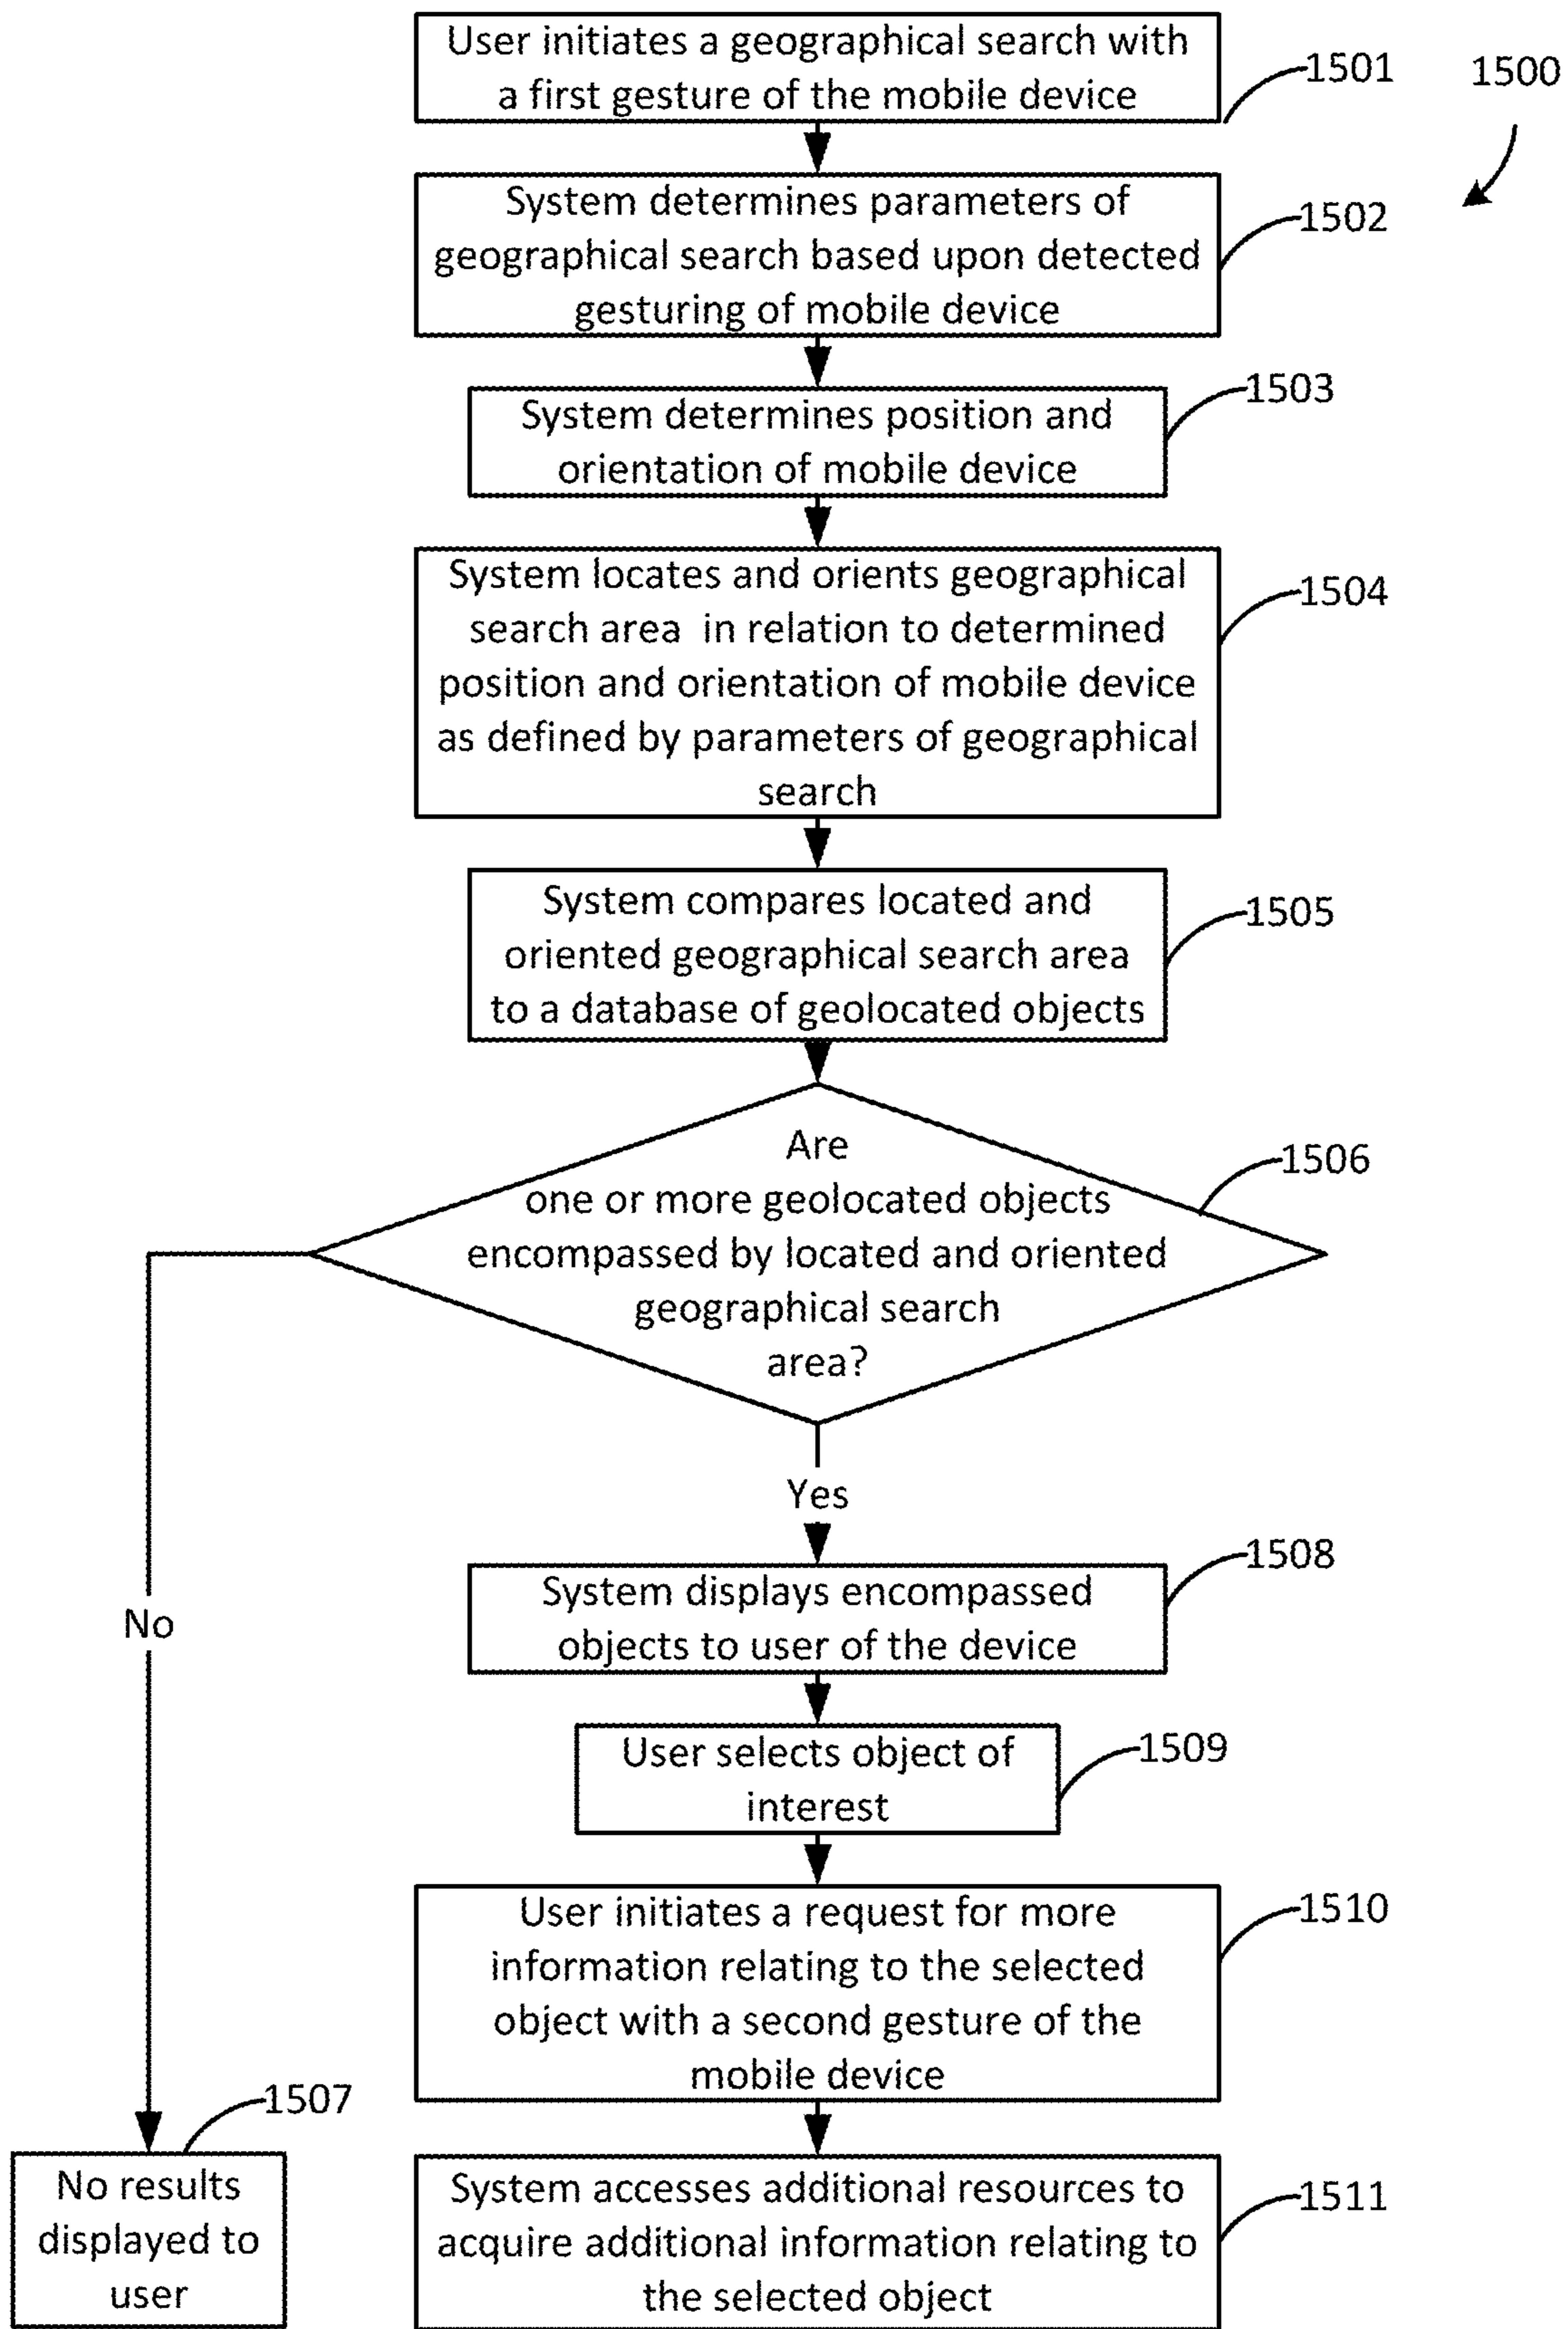 User initiates a geographical search with
a first gesture of the mobile device
1501
1500
System determines parameters of
geographical search based upon detected
gesturing of mobile device
1502
System determines position and
orientation of mobile device
1503
System locates and orients geographical
search area in relation to determined
position and orientation of mobile device
as defined by parameters of geographical
search
1504
System compares located and
oriented geographical search area
to a database of geolocated objects
1505
Are
one or more geolocated objects
encompassed by located and oriented
geographical search
area?
1506
Yes
No
System displays encompassed
objects to user of the device
1508
User selects object of
interest
1509
User initiates a request for more
information relating to the selected
object with a second gesture of the
mobile device
1510
1507
No results
displayed to
user
System accesses additional resources to
acquire additional information relating to
the selected object
1511